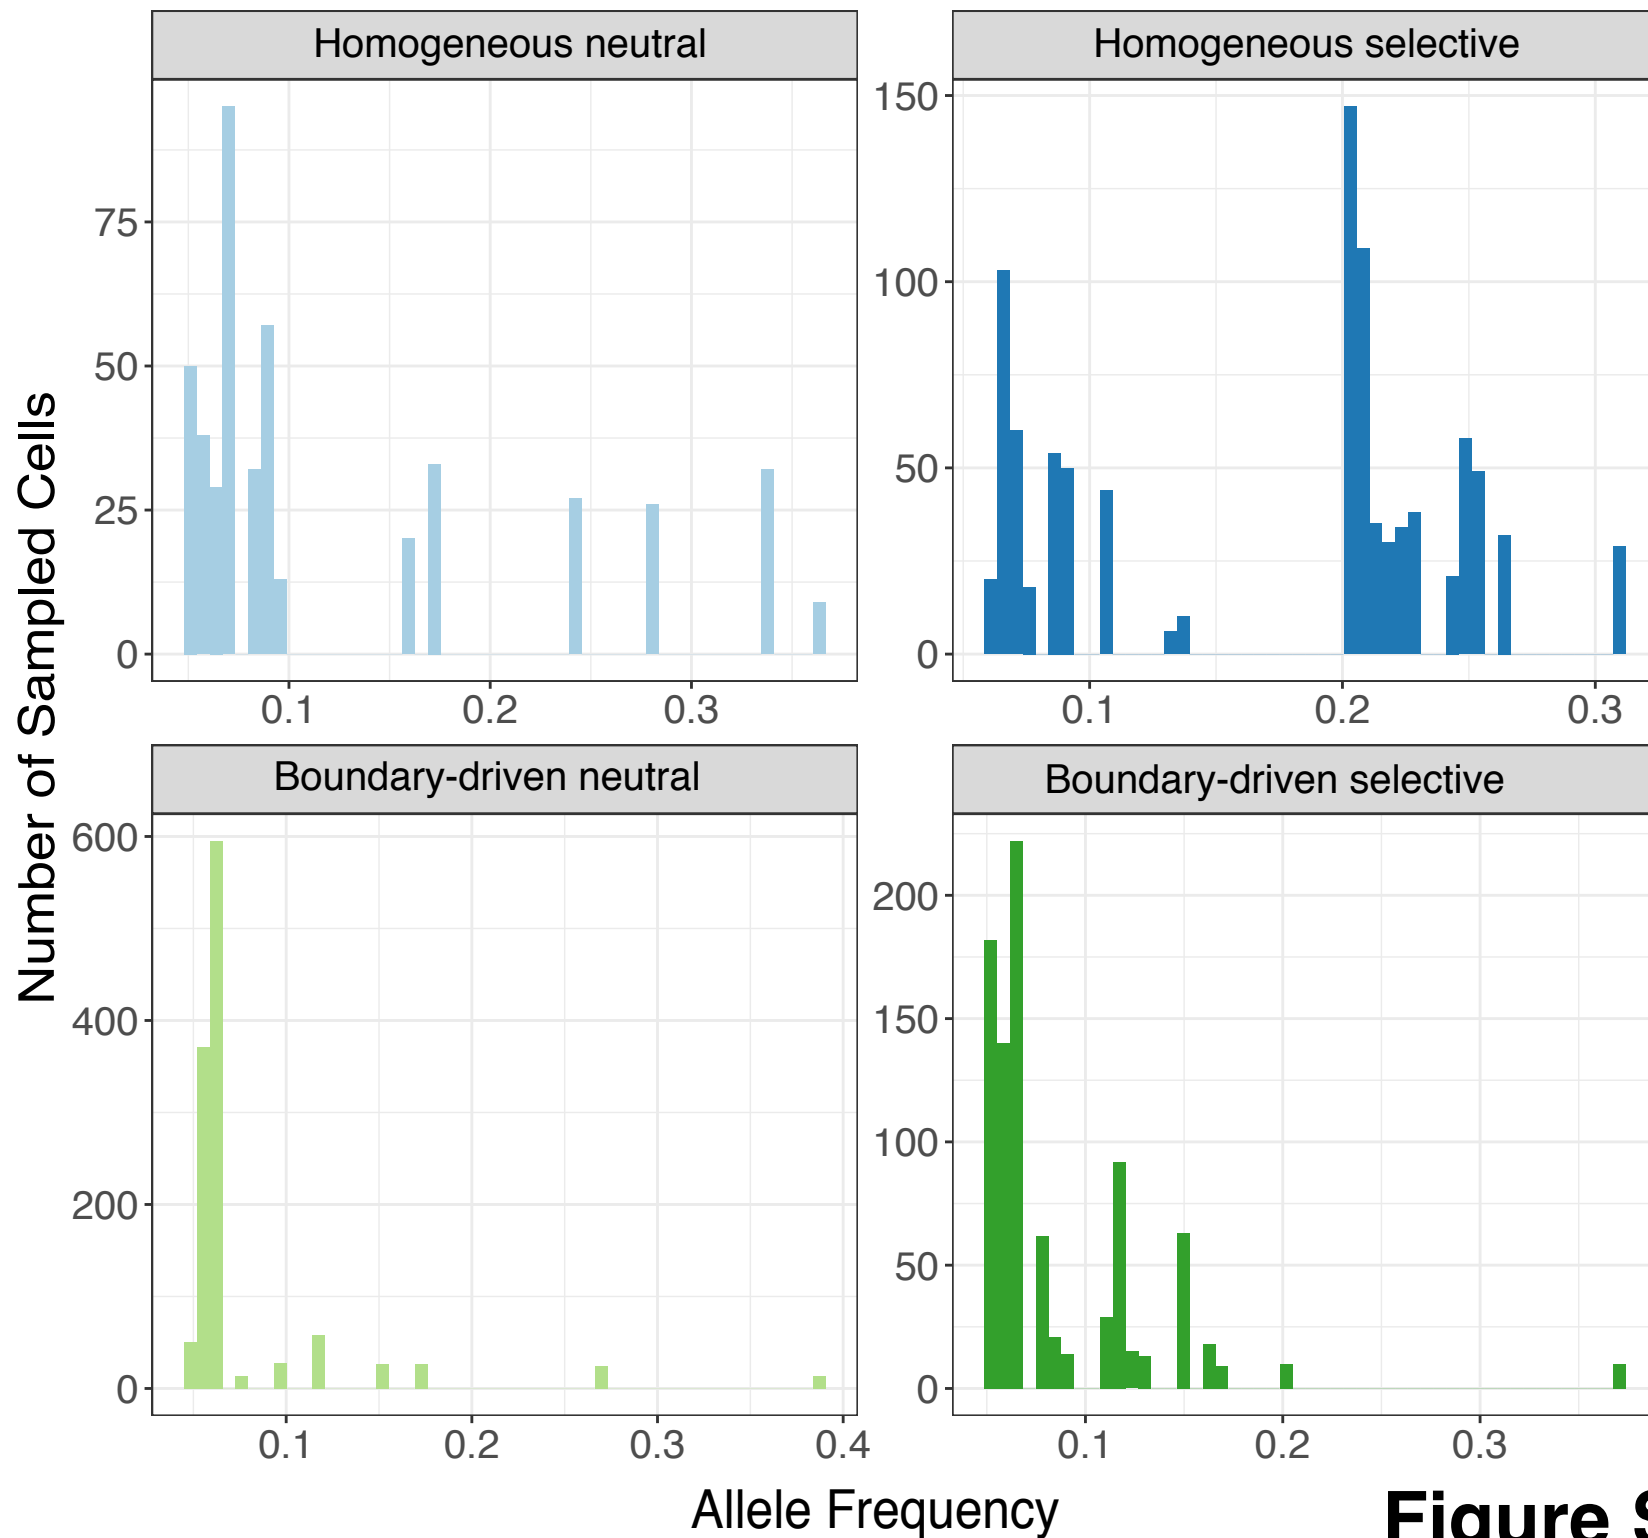 Homogeneous neutral
Homogeneous selective
75
50
25
0
0.1 0.2 0.3
150
100
50
0
0.1 0.2 0.3
Number of Sampled Cells
Boundary-driven neutral
Boundary-driven selective
600
400
200
0
0.1 0.2 0.3 0.4
200
150
100
50
0
0.1 0.2 0.3
Allele Frequency
Figure S